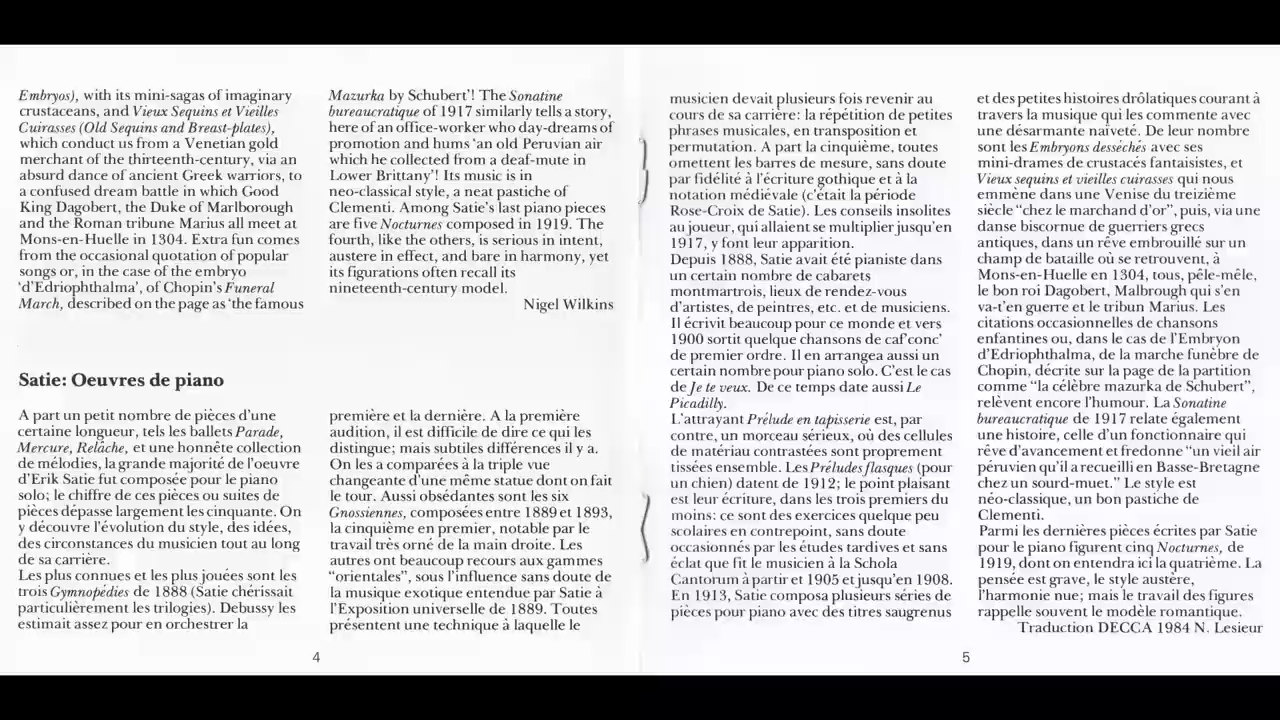 Embryos), with its mini-sagas of imaginary
crustaceans, and Vieux Sequins et Vieilles
Cuirasses (Old Sequins and Breast-plates),
which conduct us from a Venetian gold
merchant of the thirteenth-century, via an
absurd dance of ancient Greek warriors, to
a confused dream battle in which Good
King Dagobert, the Duke of Marlborough
and the Roman tribune Marius all meet at
Mons-en-Huelle in 1304. Extra fun comes
from the occasional quotation of popular
songs or, in the case of the embryo
'd'Edriophthalma', of Chopin's Funeral
March, described on the page as 'the famous
Mazurka by Schubert'! The Sonatine
bureaucratique of 1917 similarly tells a story,
here of an office-worker who day-dreams of
promotion and hums 'an old Peruvian air
which he collected from a deaf-mute in
Lower Brittany'! Its music is in
neo-classical style, a neat pastiche of
Clementi. Among Satie's last piano pieces
are five Nocturnes composed in 1919. The
fourth, like the others, is serious in intent,
austere in effect, and bare in harmony, yet
its figurations often recall its
nineteenth-century model.
Nigel Wilkins
Satie: Oeuvres de piano
A part un petit nombre de pièces d'une
certaine longueur, tels les ballets Parade,
Mercure, Relâche, et une honnête collection
de mélodies, la grande majorité de l'oeuvre
d'Erik Satie fut composée pour le piano
solo; le chiffre de ces pièces ou suites de
pièces dépasse largement les cinquante. On
y découvre l'évolution du style, des idées,
des circonstances du musicien tout au long
de sa carrière.
Les plus connues et les plus jouées sont les
trois Gymnopédies de 1888 (Satie chérissait
particulièrement les trilogies). Debussy les
estimait assez pour en orchestrer la
première et la dernière. A la première
audition, il est difficile de dire ce qui les
distingue; mais subtiles différences il y a.
On les a comparées à la triple vue
changeante d'une même statue dont on fait
le tour. Aussi obsédantes sont les six
Gnossiennes, composées entre 1889 et 1893,
la cinquième en premier, notable par le
travail très orné de la main droite. Les
autres ont beaucoup recours aux gammes
"orientales", sous l'influence sans doute de
la musique exotique entendue par Satie à
l'Exposition universelle de 1889. Toutes
présentent une technique à laquelle le
4
musicien devait plusieurs fois revenir au
cours de sa carrière: la répétition de petites
phrases musicales, en transposition et
permutation. A part la cinquième, toutes
omettent les barres de mesure, sans doute
par fidélité à l'écriture gothique et à la
notation médiévale (c'était la période
Rose-Croix de Satie). Les conseils insolites
au joueur, qui allaient se multiplier jusqu'en
1917, y font leur apparition.
Depuis 1888, Satie avait été pianiste dans
un certain nombre de cabarets
montmartrois, lieux de rendez-vous
d'artistes, de peintres, etc. et de musiciens.
Il écrivit beaucoup pour ce monde et vers
1900 sortit quelque chansons de caf'conc'
de premier ordre. Il en arrangea aussi un
certain nombre pour piano solo. C'est le cas
de Je te veux. De ce temps date aussi Le
Picadilly.
L'attrayant Prélude en tapisserie est, par
contre, un morceau sérieux, où des cellules
de matériau contrastées sont proprement
tissées ensemble. Les Préludes flasques (pour
un chien) datent de 1912; le point plaisant
est leur écriture, dans les trois premiers du
moins: ce sont des exercices quelque peu
scolaires en contrepoint, sans doute
occasionnés par les études tardives et sans
éclat que fit le musicien à la Schola
Cantorum à partir et 1905 et jusqu'en 1908.
En 1913, Satie composa plusieurs séries de
pièces pour piano avec des titres saugrenus
et des petites histoires drôlatiques courant à
travers la musique qui les commente avec
une désarmante naïveté. De leur nombre
sont les Embryons desséchés avec ses
mini-drames de crustacés fantaisistes, et
Vieux sequins et vieilles cuirasses qui nous
emmène dans une Venise du treizième
siècle "chez le marchand d'or", puis, via une
danse biscornue de guerriers grecs
antiques, dans un rêve embrouillé sur un
champ de bataille où se retrouvent, à
Mons-en-Huelle en 1304, tous, pêle-mêle,
le bon roi Dagobert, Malbrough qui s'en
va-t'en guerre et le tribun Marius. Les
citations occasionnelles de chansons
enfantines ou, dans le cas de l'Embryon
d'Edriophthalma, de la marche funèbre de
Chopin, décrite sur la page de la partition
comme "la célèbre mazurka de Schubert",
relèvent encore l'humour. La Sonatine
bureaucratique de 1917 relate également
une histoire, celle d'un fonctionnaire qui
rêve d'avancement et fredonne "un vieil air
péruvien qu'il a recueilli en Basse-Bretagne
chez un sourd-muet." Le style est
néo-classique, un bon pastiche de
Clementi.
Parmi les dernières pièces écrites par Satie
pour le piano figurent cinq Nocturnes, de
1919, dont on entendra ici la quatrième. La
pensée est grave, le style austère,
l'harmonie nue; mais le travail des figures
rappelle souvent le modèle romantique.
Traduction DECCA 1984 N. Lesieur
5